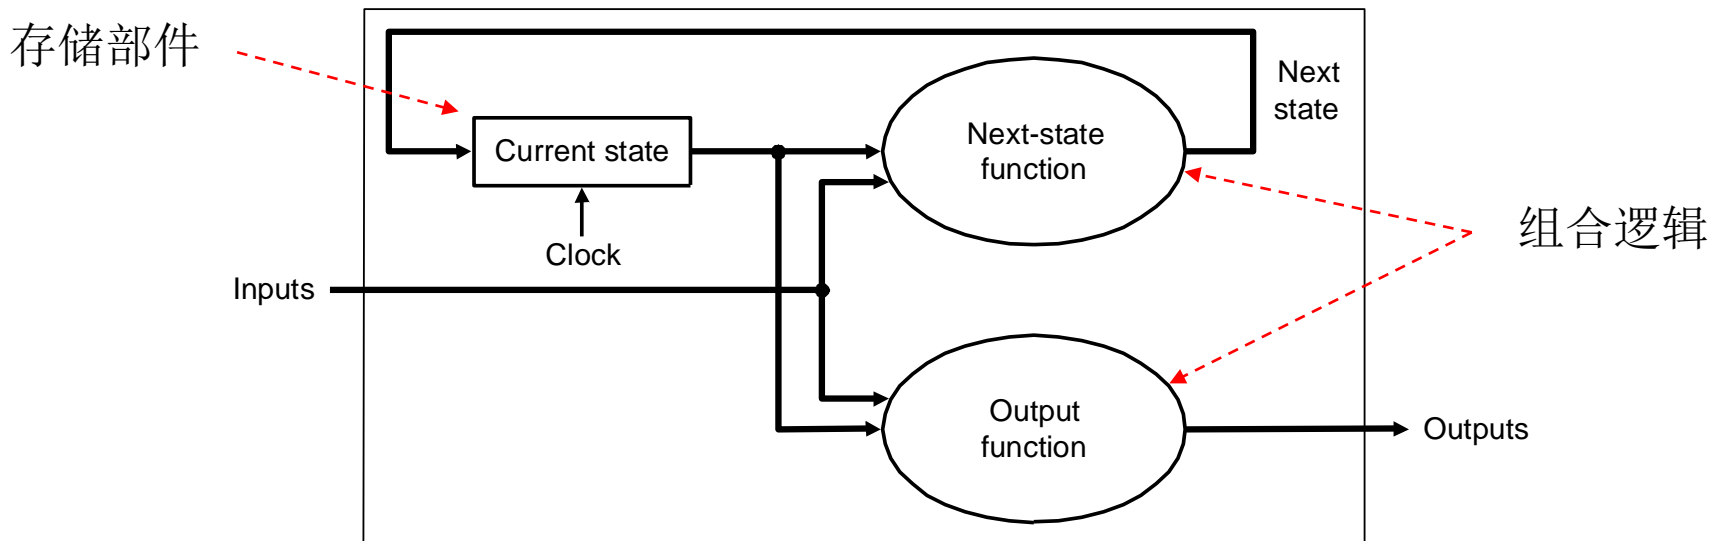 存储部件
Next
state
Current state
Next-state
function
组合逻辑
Clock
Inputs
Output
function
Outputs